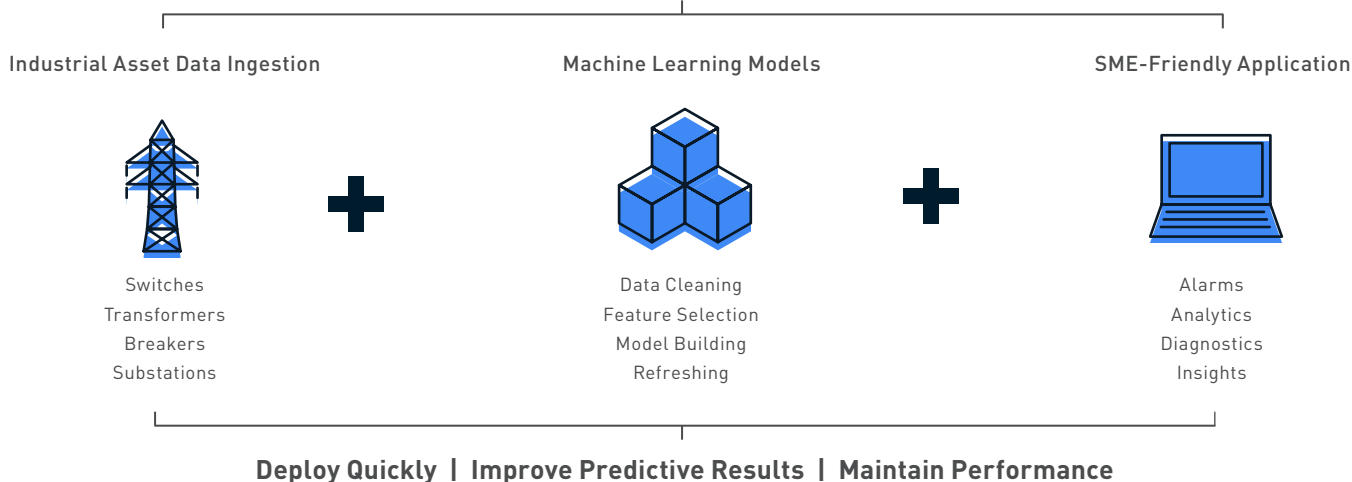 Industrial Asset Data Ingestion
Switches
Transformers
Breakers
Substations
Machine Learning Models
Data Cleaning
Feature Selection
Model Building
Refreshing
SME-Friendly Application
Alarms
Analytics
Diagnostics
Insights
Deploy Quickly | Improve Predictive Results | Maintain Performance